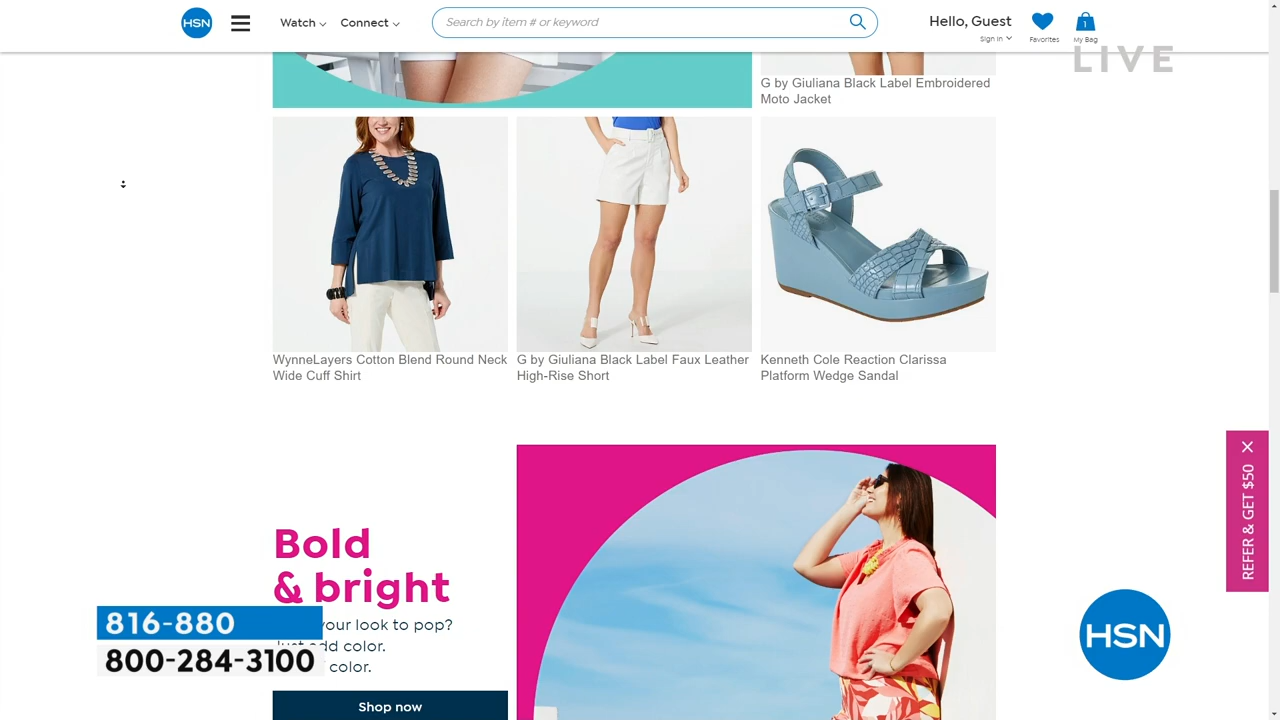 HSN
Watch
Connect
Search by item # or keyword
Hello, Guest
Sign In
Favorites
1
My Bag
LIVE
G by Giuliana Black Label Embroidered
Moto Jacket
WynneLayers Cotton Blend Round Neck
Wide Cuff Shirt
G by Giuliana Black Label Faux Leather
High-Rise Short
Kenneth Cole Reaction Clarissa
Platform Wedge Sandal
REFER & GET $50
Bold
& bright
your look to pop?
add color.
color.
Shop now
816-880
800-284-3100
HSN